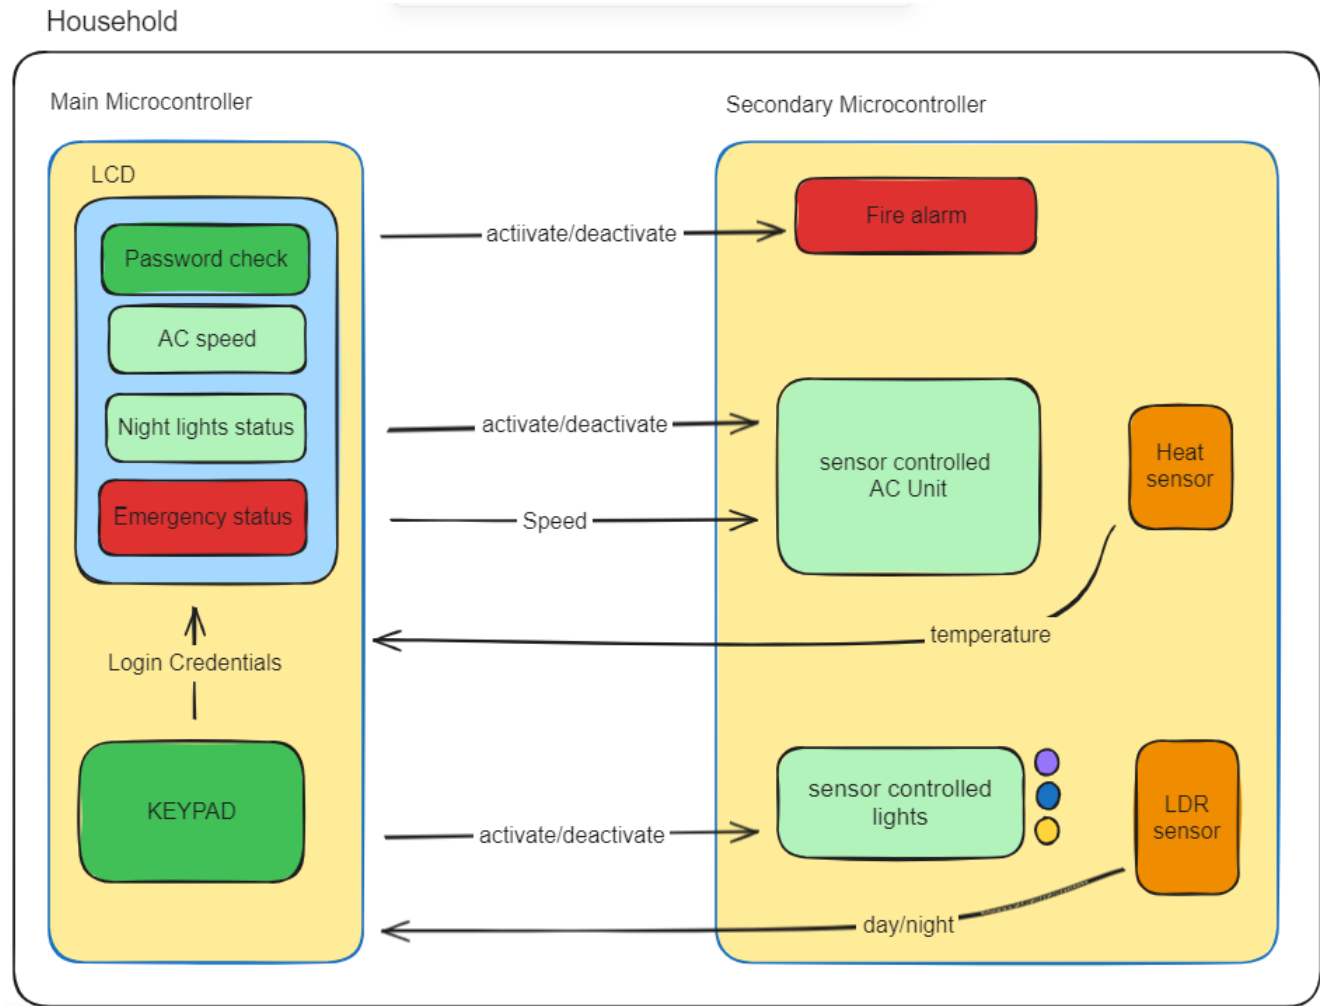 Household
Main Microcontroller
Secondary Microcontroller
LCD
Password check
AC speed
Night lights status
Emergency status
Login Credentials
KEYPAD
actiivate/deactivate
activate/deactivate
Speed
temperature
activate/deactivate
day/night
Fire alarm
sensor controlled
AC Unit
Heat
sensor
sensor controlled
lights
LDR
sensor